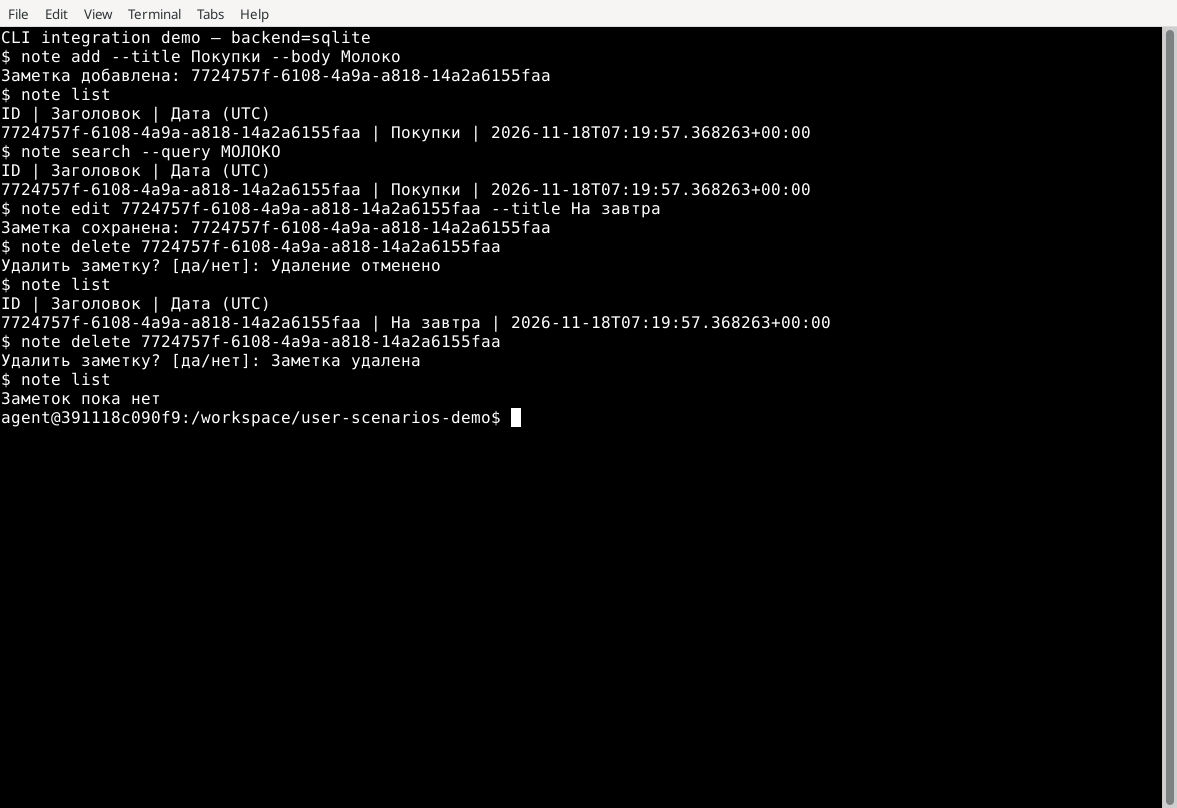 File Edit View Terminal Tabs Help
CLI integration demo — backend=sqlite
$ note add --title Покупки --body Молоко
Заметка добавлена: 7724757f-6108-4a9a-a818-14a2a6155faa
$ note list
ID | Заголовок | Дата (UTC)
7724757f-6108-4a9a-a818-14a2a6155faa | Покупки | 2026-11-18T07:19:57.368263+00:00
$ note search --query МОЛОКО
ID | Заголовок | Дата (UTC)
7724757f-6108-4a9a-a818-14a2a6155faa | Покупки | 2026-11-18T07:19:57.368263+00:00
$ note edit 7724757f-6108-4a9a-a818-14a2a6155faa --title На завтра
Заметка сохранена: 7724757f-6108-4a9a-a818-14a2a6155faa
$ note delete 7724757f-6108-4a9a-a818-14a2a6155faa
Удалить заметку? [да/нет]: Удаление отменено
$ note list
ID | Заголовок | Дата (UTC)
7724757f-6108-4a9a-a818-14a2a6155faa | На завтра | 2026-11-18T07:19:57.368263+00:00
$ note delete 7724757f-6108-4a9a-a818-14a2a6155faa
Удалить заметку? [да/нет]: Заметка удалена
$ note list
Заметок пока нет
agent@391118c090f9:/workspace/user-scenarios-demo$